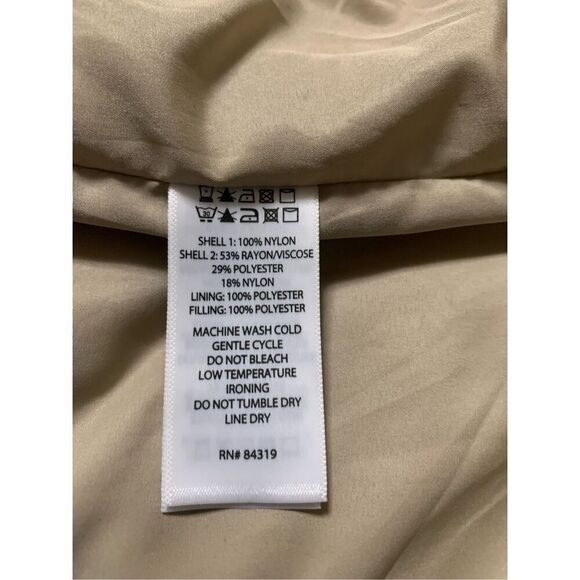 30
SHELL 1: 100% NYLON
SHELL 2: 53% RAYON/VISCOSE
29% POLYESTER
18% NYLON
LINING: 100% POLYESTER
FILLING: 100% POLYESTER
MACHINE WASH COLD
GENTLE CYCLE
DO NOT BLEACH
LOW TEMPERATURE
IRONING
DO NOT TUMBLE DRY
LINE DRY
RN# 84319